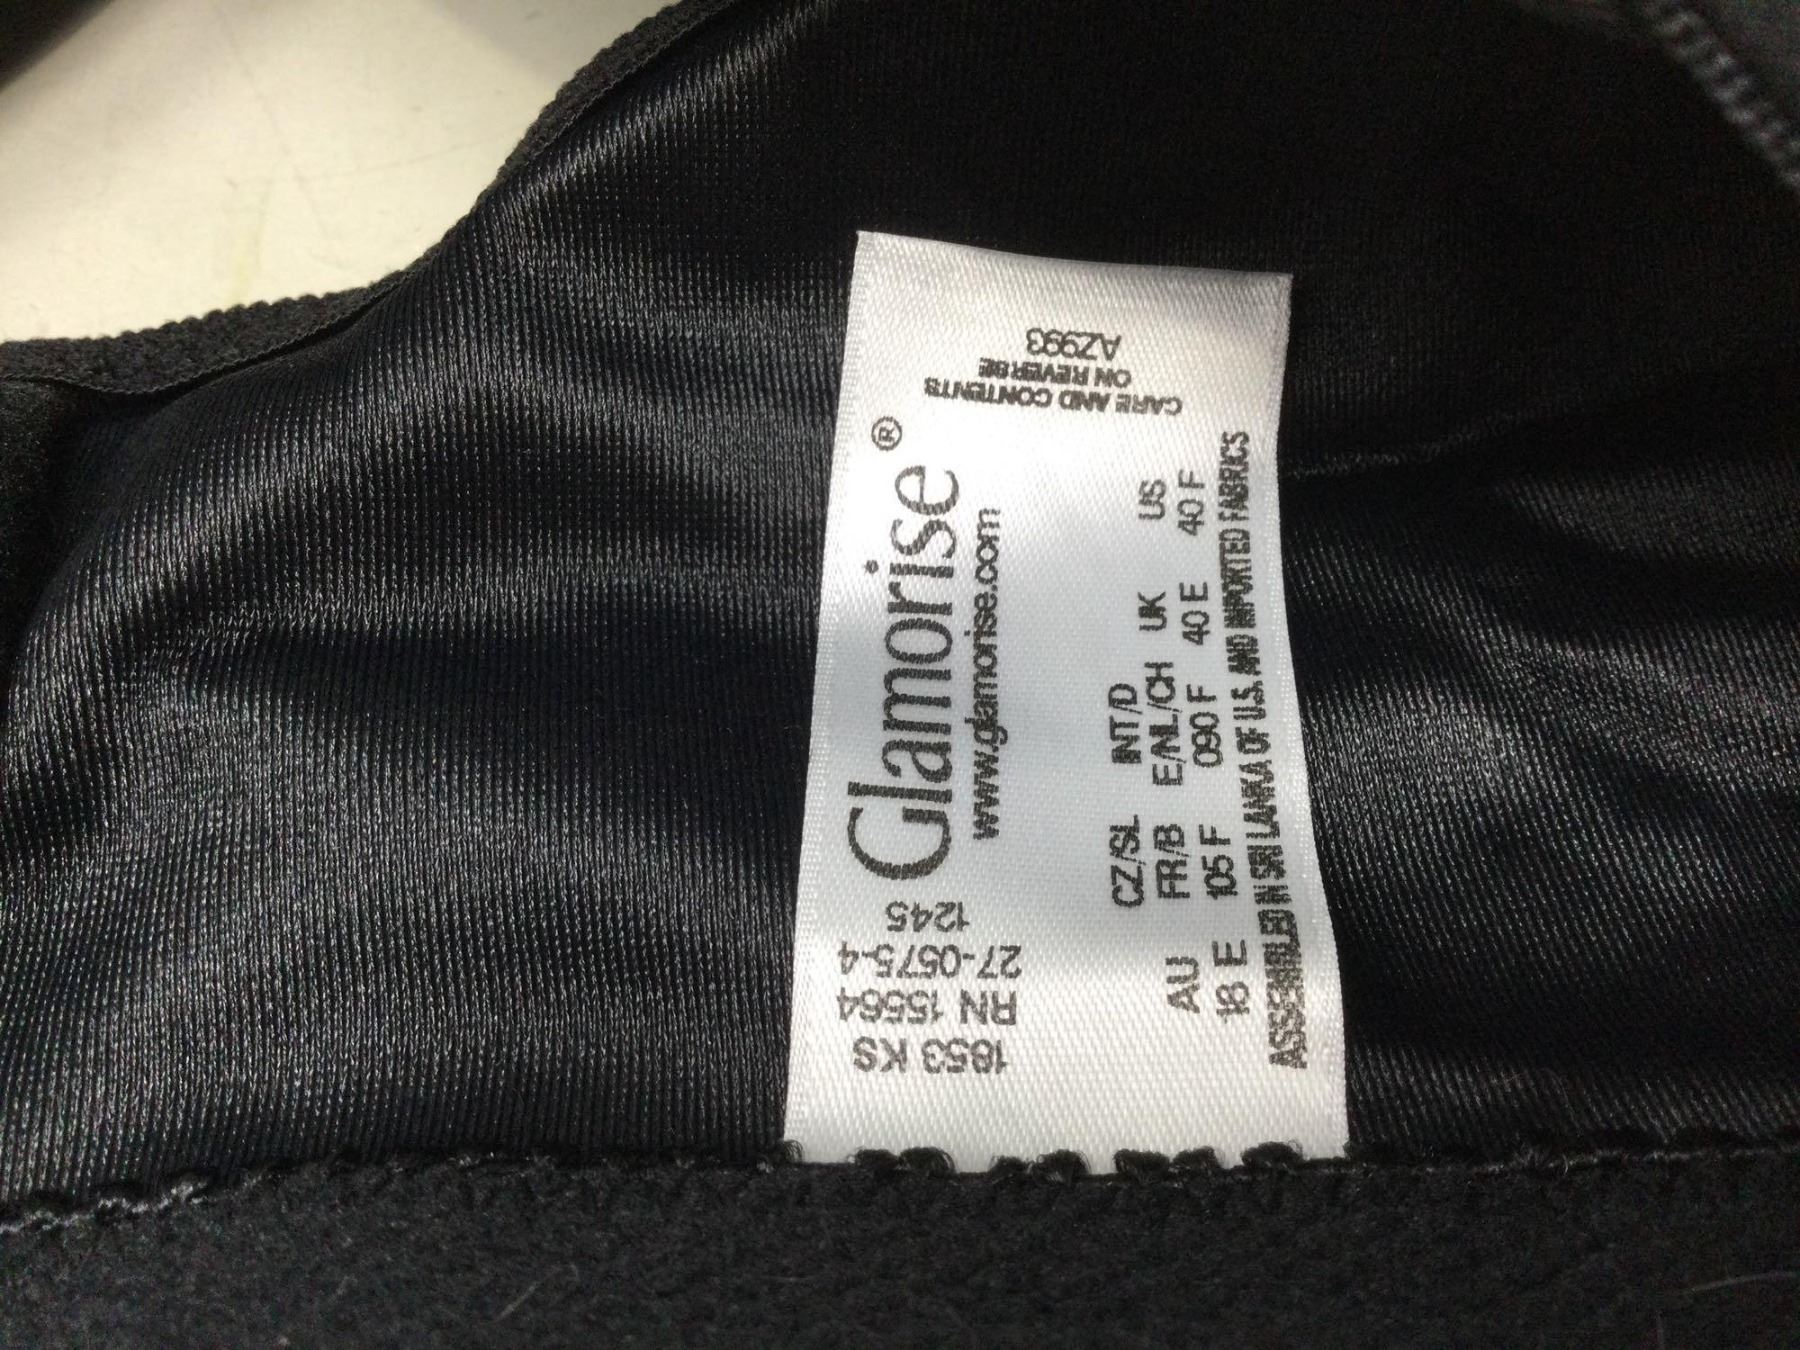 1853 KS
RN 15564
27-0575-4
1245
Glamorise®
www.glamorise.com
CARE AND CONTENTS
ON REVERSE
AZ993
CZ/SL INT/D
AU FR/B E/NL/CH UK US
18 E 105 F 090 F 40 E 40 F
ASSEMBLED IN SRI LANKA OF U.S. AND IMPORTED FABRICS